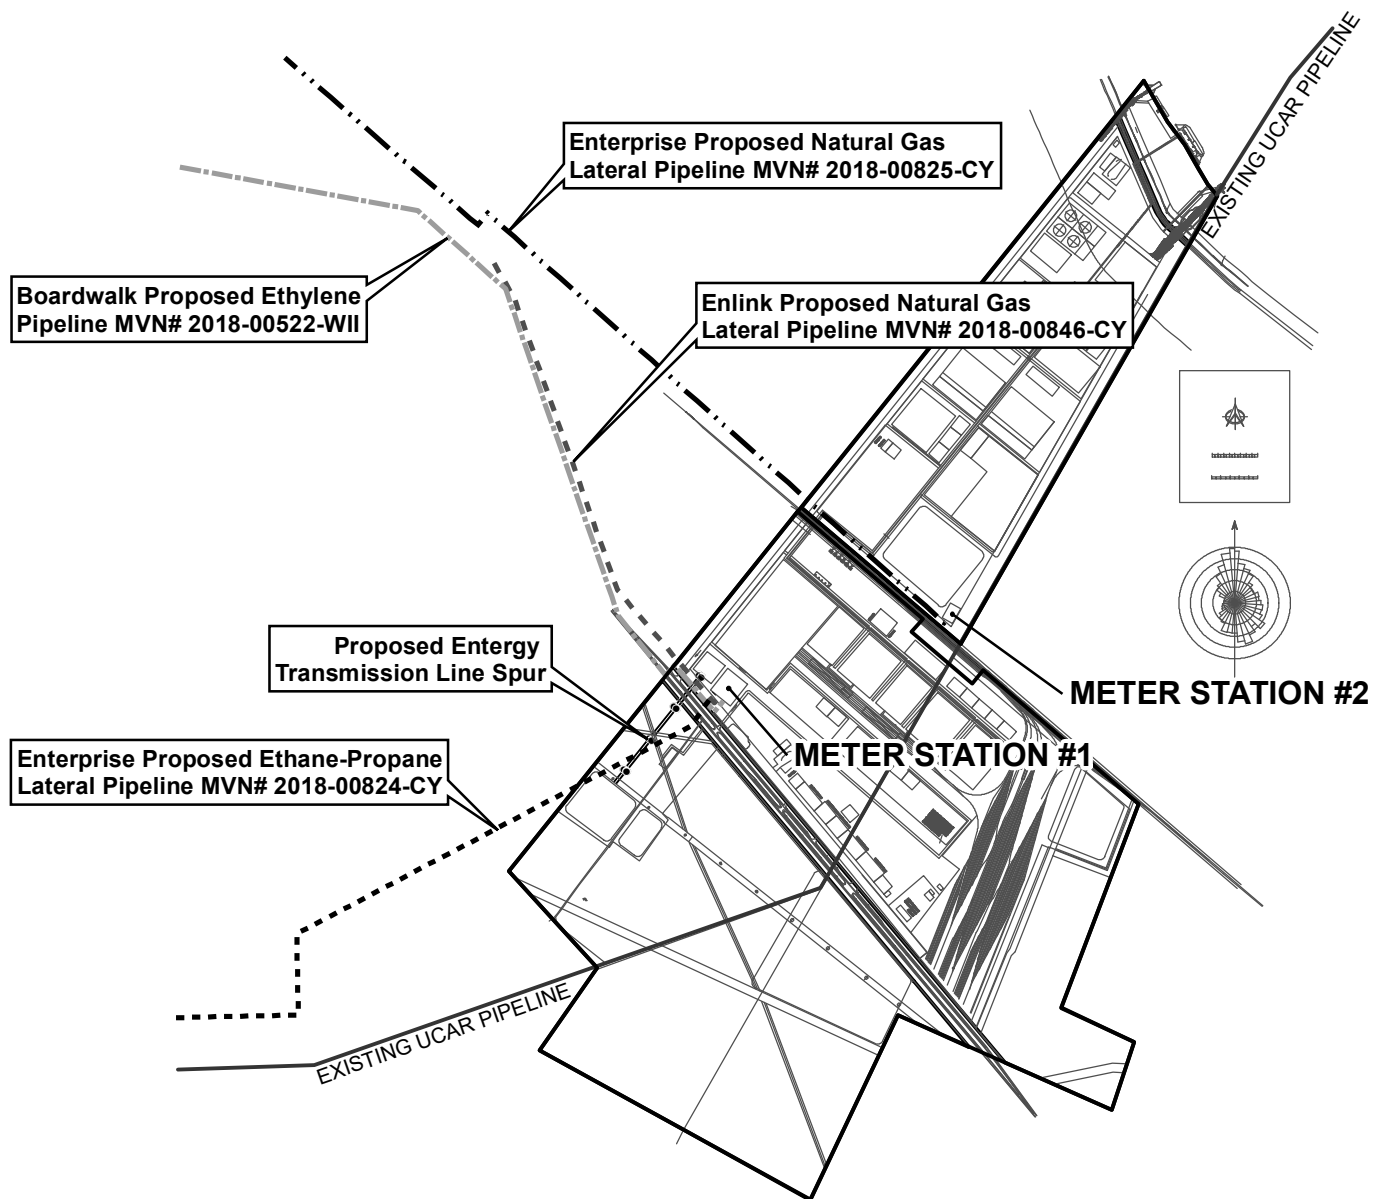 EXISTING UCAR PIPELINE
Enterprise Proposed Natural Gas
Lateral Pipeline MVN# 2018-00825-CY
Boardwalk Proposed Ethylene
Pipeline MVN# 2018-00522-WII
Enlink Proposed Natural Gas
Lateral Pipeline MVN# 2018-00846-CY
Proposed Entergy
Transmission Line Spur
METER STATION #2
METER STATION #1
Enterprise Proposed Ethane-Propane
Lateral Pipeline MVN# 2018-00824-CY
EXISTING UCAR PIPELINE